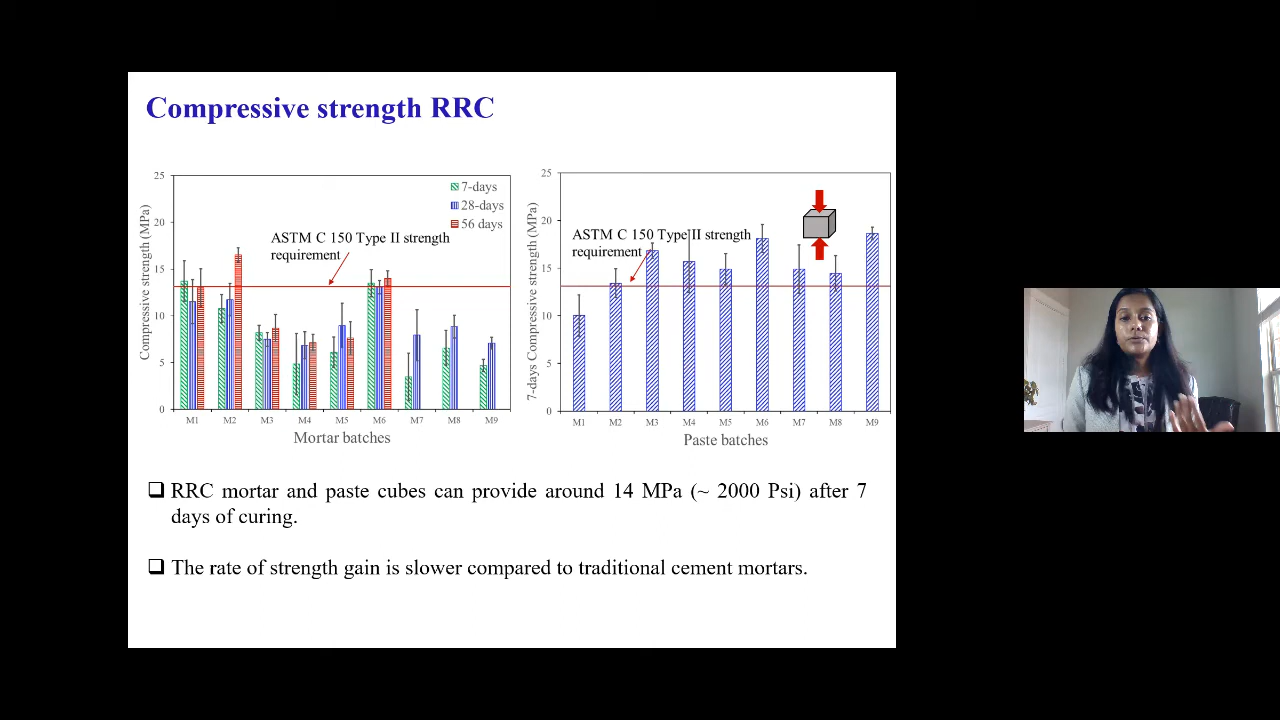 Compressive strength RRC
Compressive strength (MPa)
25
20
15
10
5
0
7-days
28-days
56 days
ASTM C 150 Type II strength
requirement
M1 M2 M3 M4 M5 M6 M7 M8 M9
Mortar batches
7-days Compressive strength (MPa)
25
20
15
10
5
0
ASTM C 150 Type II strength
requirement
M1 M2 M3 M4 M5 M6 M7 M8 M9
Paste batches
RRC mortar and paste cubes can provide around 14 MPa (~ 2000 Psi) after 7
days of curing.
The rate of strength gain is slower compared to traditional cement mortars.